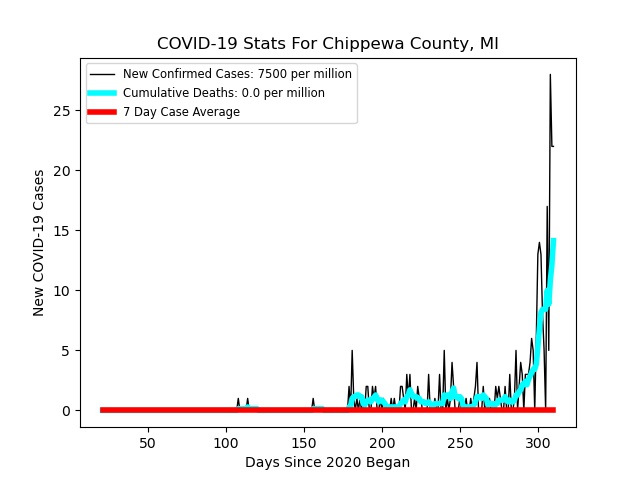 COVID-19 Stats For Chippewa County, MI
New Confirmed Cases: 7500 per million
Cumulative Deaths: 0.0 per million
7 Day Case Average
New COVID-19 Cases
25
20
15
10
5
0
50 100 150 200 250 300
Days Since 2020 Began